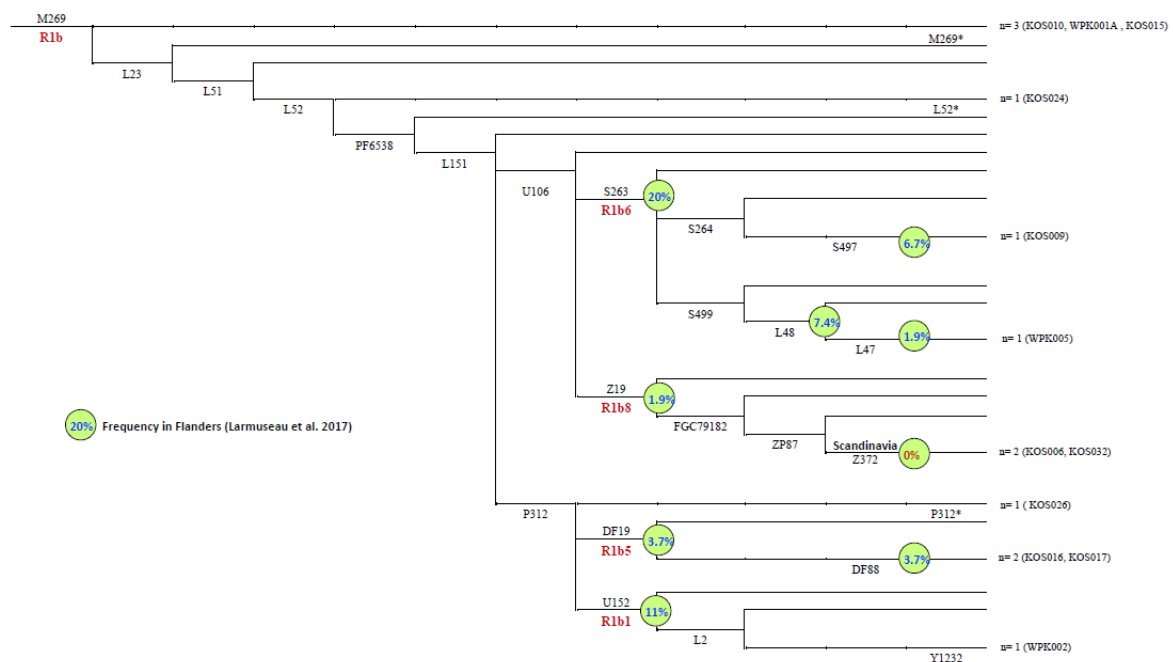 M269
R1b
n= 3 (KOS010, WPK001A , KOS015)
M269*
L23
L51
L52
n= 1 (KOS024)
L52*
PF6538
L151
U106
S263
20%
R1b6
S264
S497
6.7%
n= 1 (KOS009)
S499
L48
7.4%
L47
1.9%
n= 1 (WPK005)
Z19
1.9%
R1b8
FGC79182
ZP87
Scandinavia
Z372
0%
n= 2 (KOS006, KOS032)
20% Frequency in Flanders (Larmuseau et al. 2017)
P312
n= 1 ( KOS026)
P312*
DF19
3.7%
R1b5
DF88
3.7%
n= 2 (KOS016, KOS017)
U152
11%
R1b1
L2
Y1232
n= 1 (WPK002)